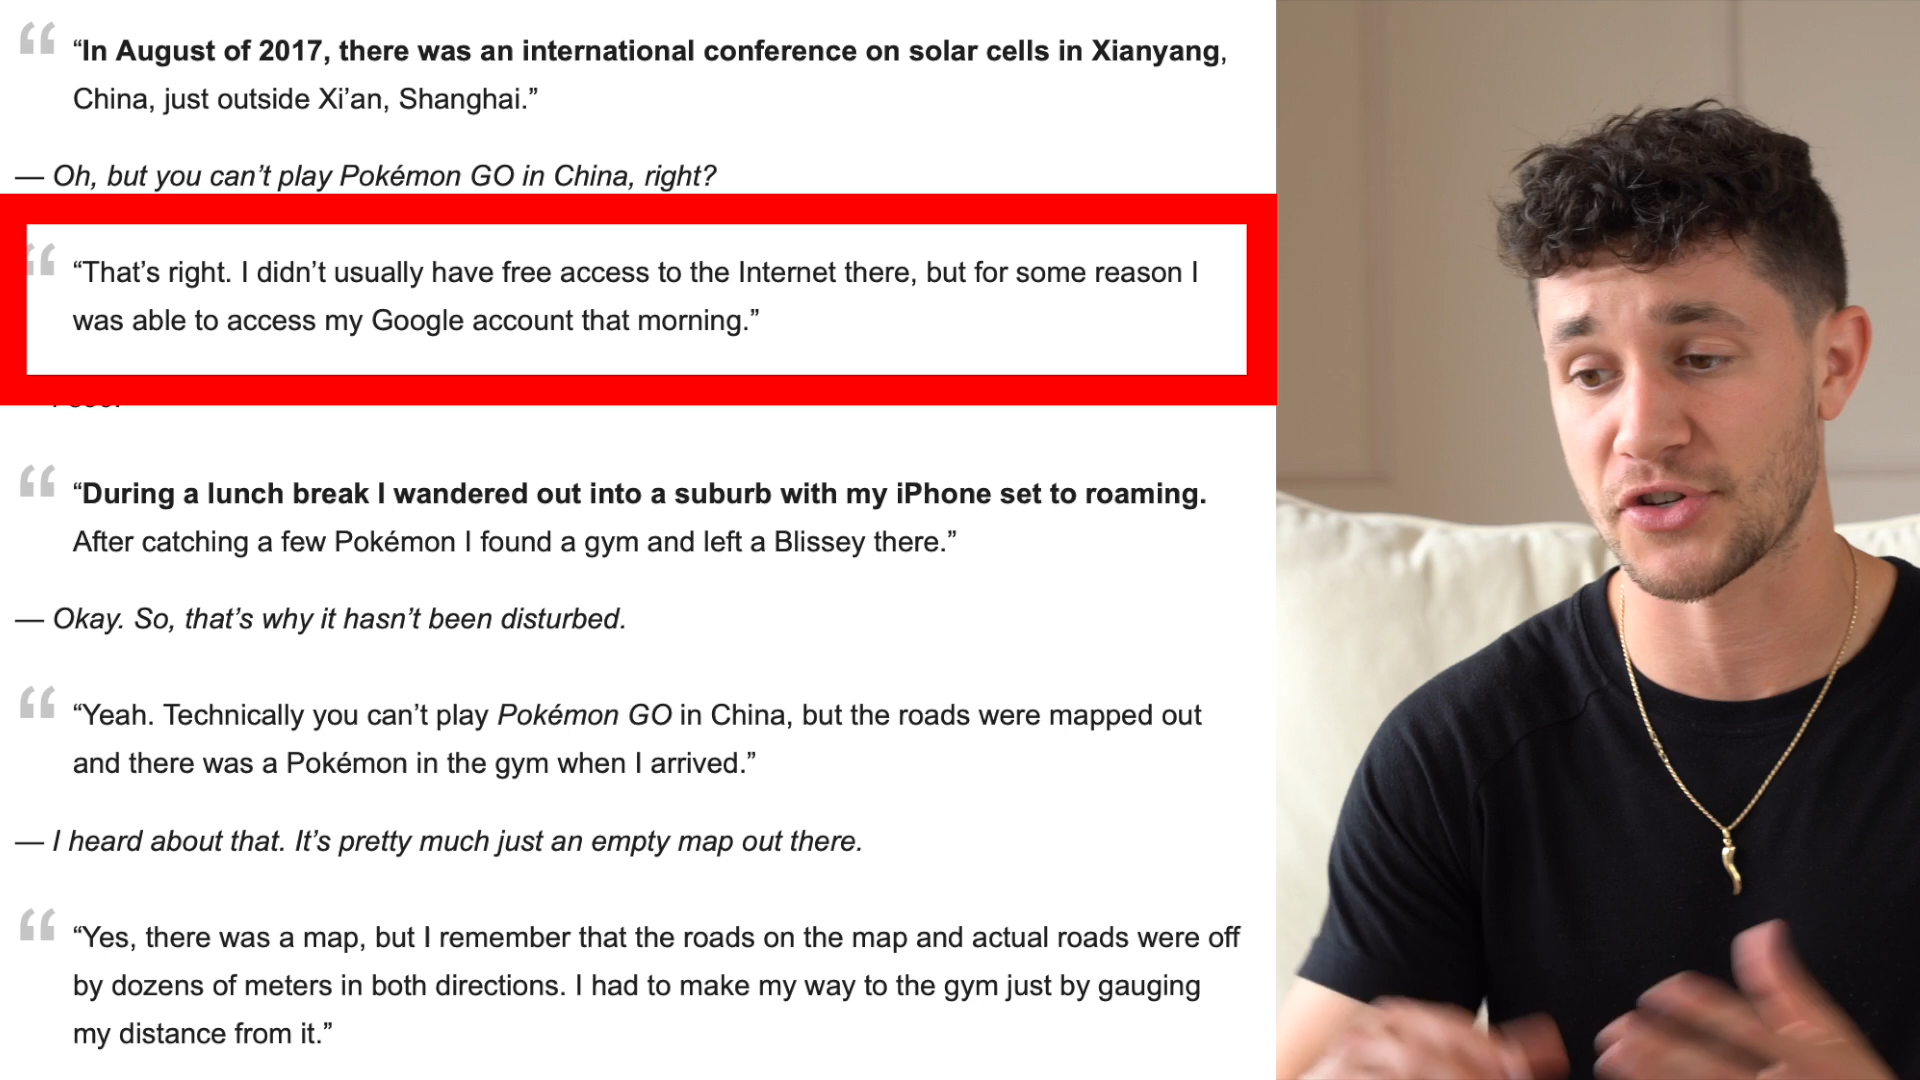 “In August of 2017, there was an international conference on solar cells in Xianyang,
China, just outside Xi’an, Shanghai.”
— Oh, but you can’t play Pokémon GO in China, right?
“That’s right. I didn’t usually have free access to the Internet there, but for some reason I
was able to access my Google account that morning.”
“During a lunch break I wandered out into a suburb with my iPhone set to roaming.
After catching a few Pokémon I found a gym and left a Blissey there.”
— Okay. So, that’s why it hasn’t been disturbed.
“Yeah. Technically you can’t play Pokémon GO in China, but the roads were mapped out
and there was a Pokémon in the gym when I arrived.”
— I heard about that. It’s pretty much just an empty map out there.
“Yes, there was a map, but I remember that the roads on the map and actual roads were off
by dozens of meters in both directions. I had to make my way to the gym just by gauging
my distance from it.”